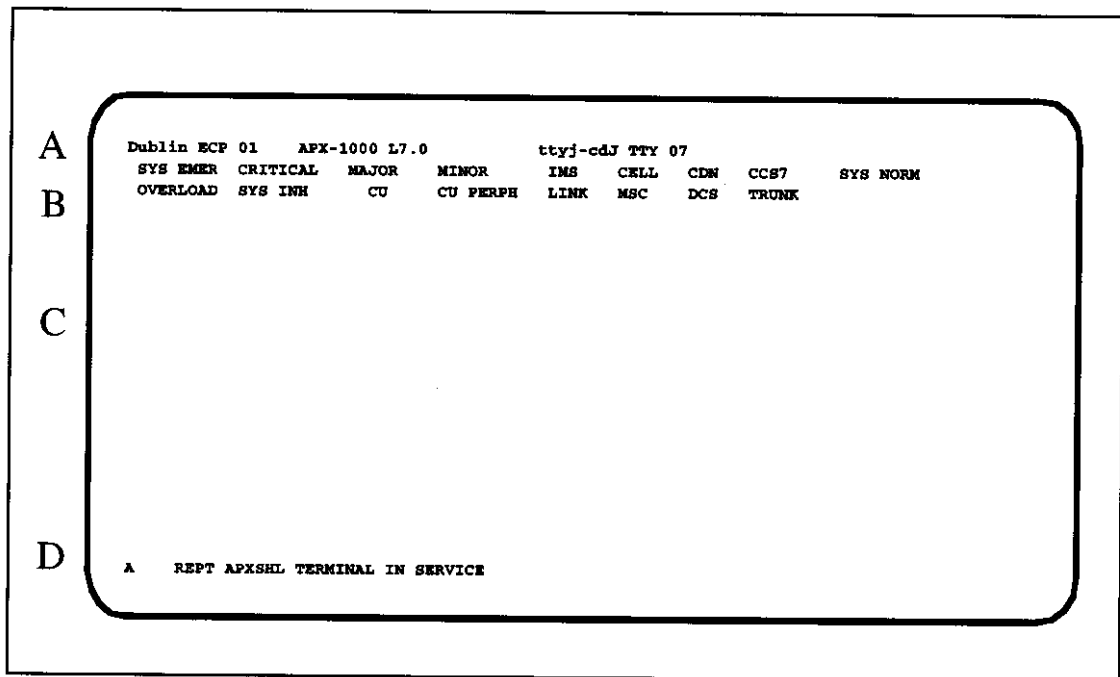 A Dublin ECP 01 APX-1000 L7.0 ttyj-cdJ TTY 07
SYS EMER CRITICAL MAJOR MINOR IMS CELL CDN CCS7 SYS NORM
B OVERLOAD SYS INH CU CU PERPH LINK MSC DCS TRUNK
C
D A REPT APXSHL TERMINAL IN SERVICE